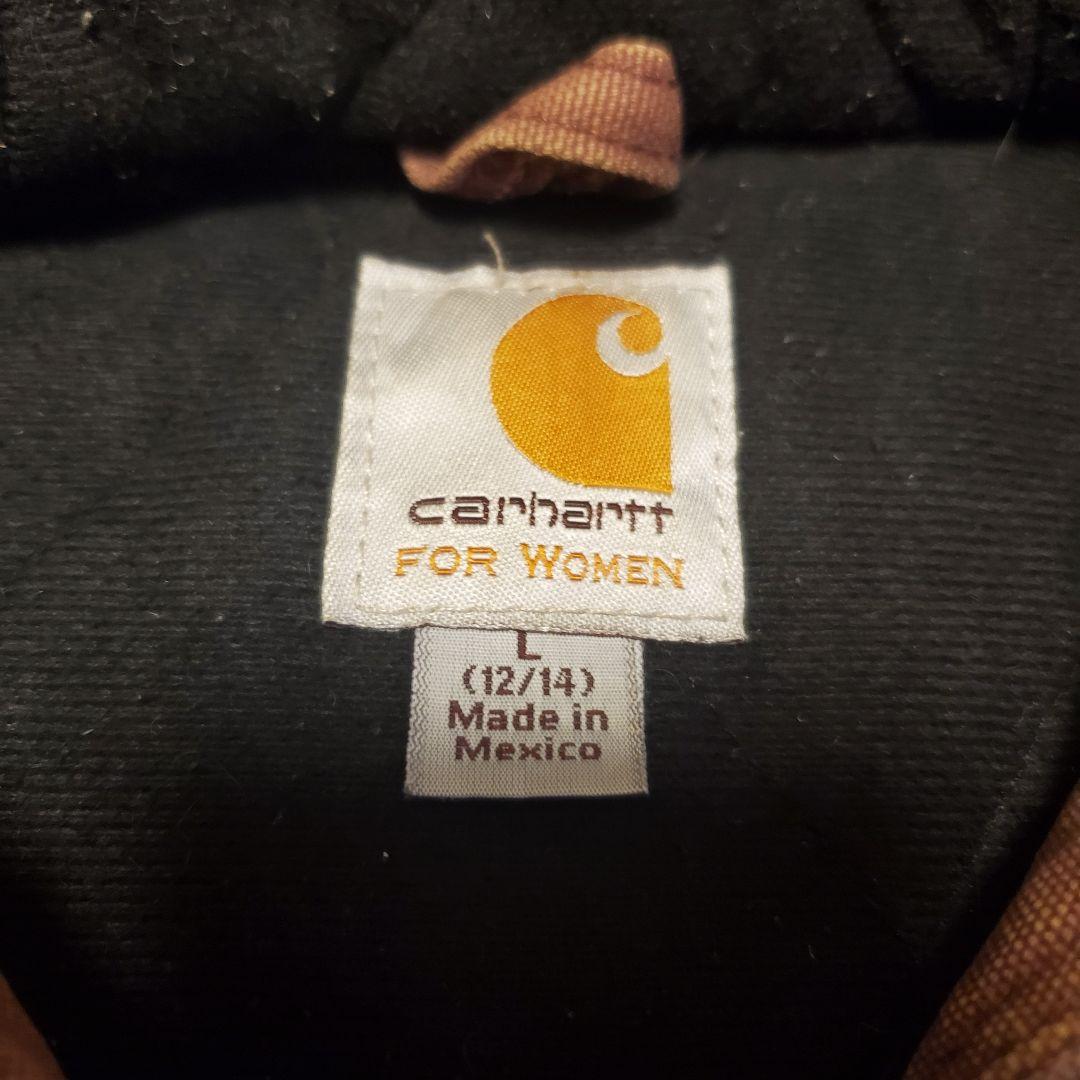 carhartt
FOR WOMEN
L
(12/14)
Made in
Mexico